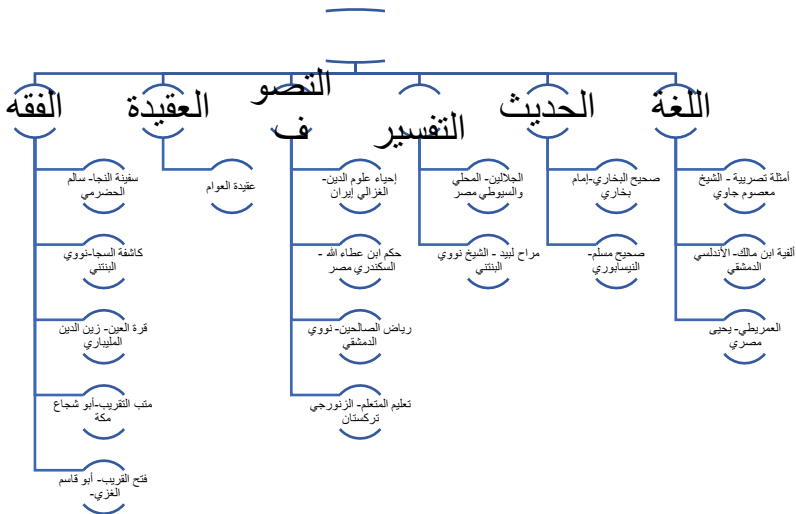 اللغة
أمثلة تصريبية - الشيخ
معصوم جاوي
ألفية ابن مالك- الأندلسي
الدمشقي
العمريطي- يحيى
مصري
الحديث
صحيح البخاري-إمام
بخاري
صحيح مسلم-
النيسابوري
التفسير
الجلالين- المحلي
والسيوطي مصر
مراح لبيد - الشيخ نووي
البنتني
التصو
ف
إحياء علوم الدين-
الغزالي إيران
حكم ابن عطاء الله -
السكندري مصر
رياض الصالحين- نووي
الدمشقي
تعليم المتعلم- الزنورجي
تركستان
العقيدة
عقيدة العوام
الفقه
سفينة النجا- سالم
الحضرمي
كاشفة السجا-نووي
البنتني
قرة العين- زين الدين
المليباري
متب التقريب-أبو شجاع
مكة
فتح القريب- أبو قاسم
الغزي-